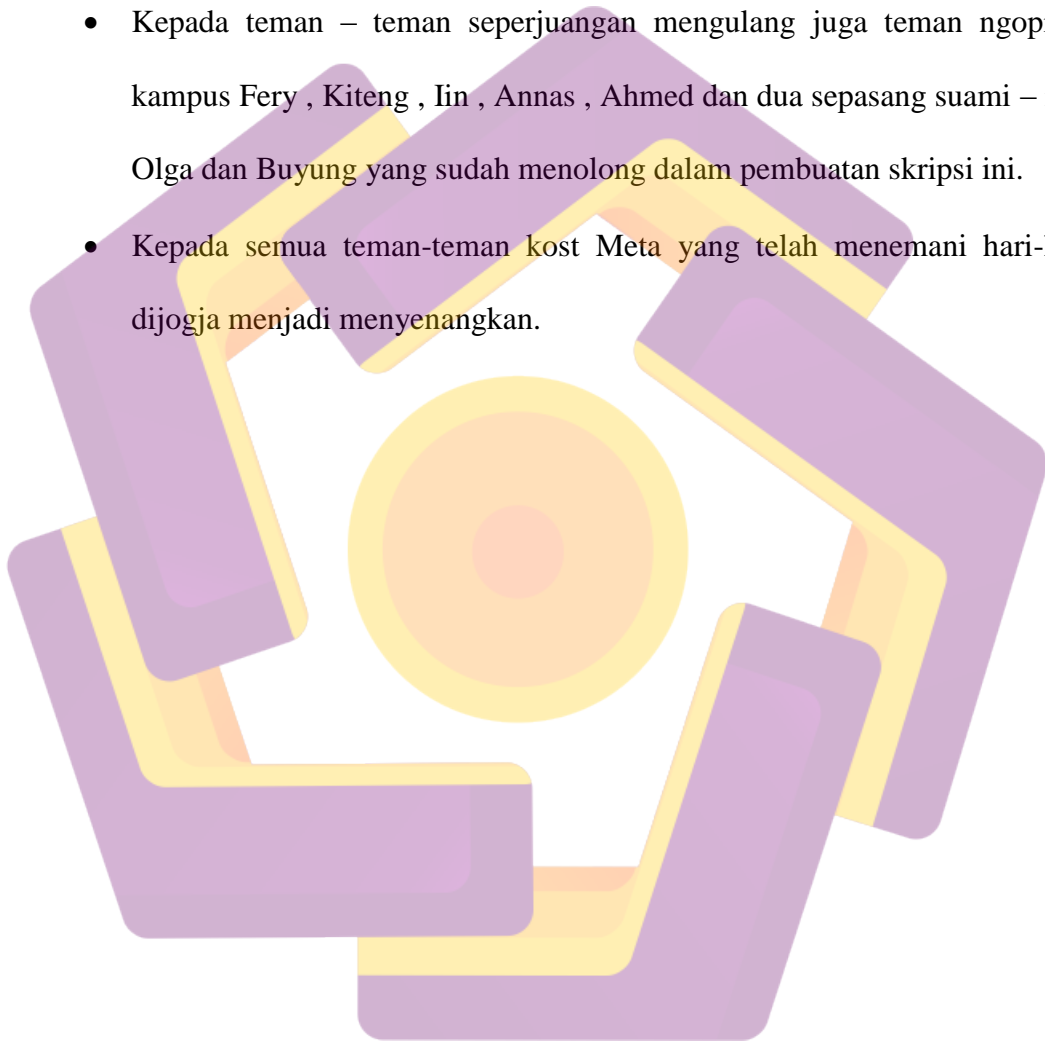 • Kepada teman – teman seperjuangan mengulang juga teman
kampus Fery , Kiteng , Iin , Annas , Ahmed dan dua sepasang suami –
Olga dan Buyung yang sudah menolong dalam pembuatan skripsi ini.
• Kepada semua teman-teman kost Meta yang telah menemani
dijogja menjadi menyenangkan.